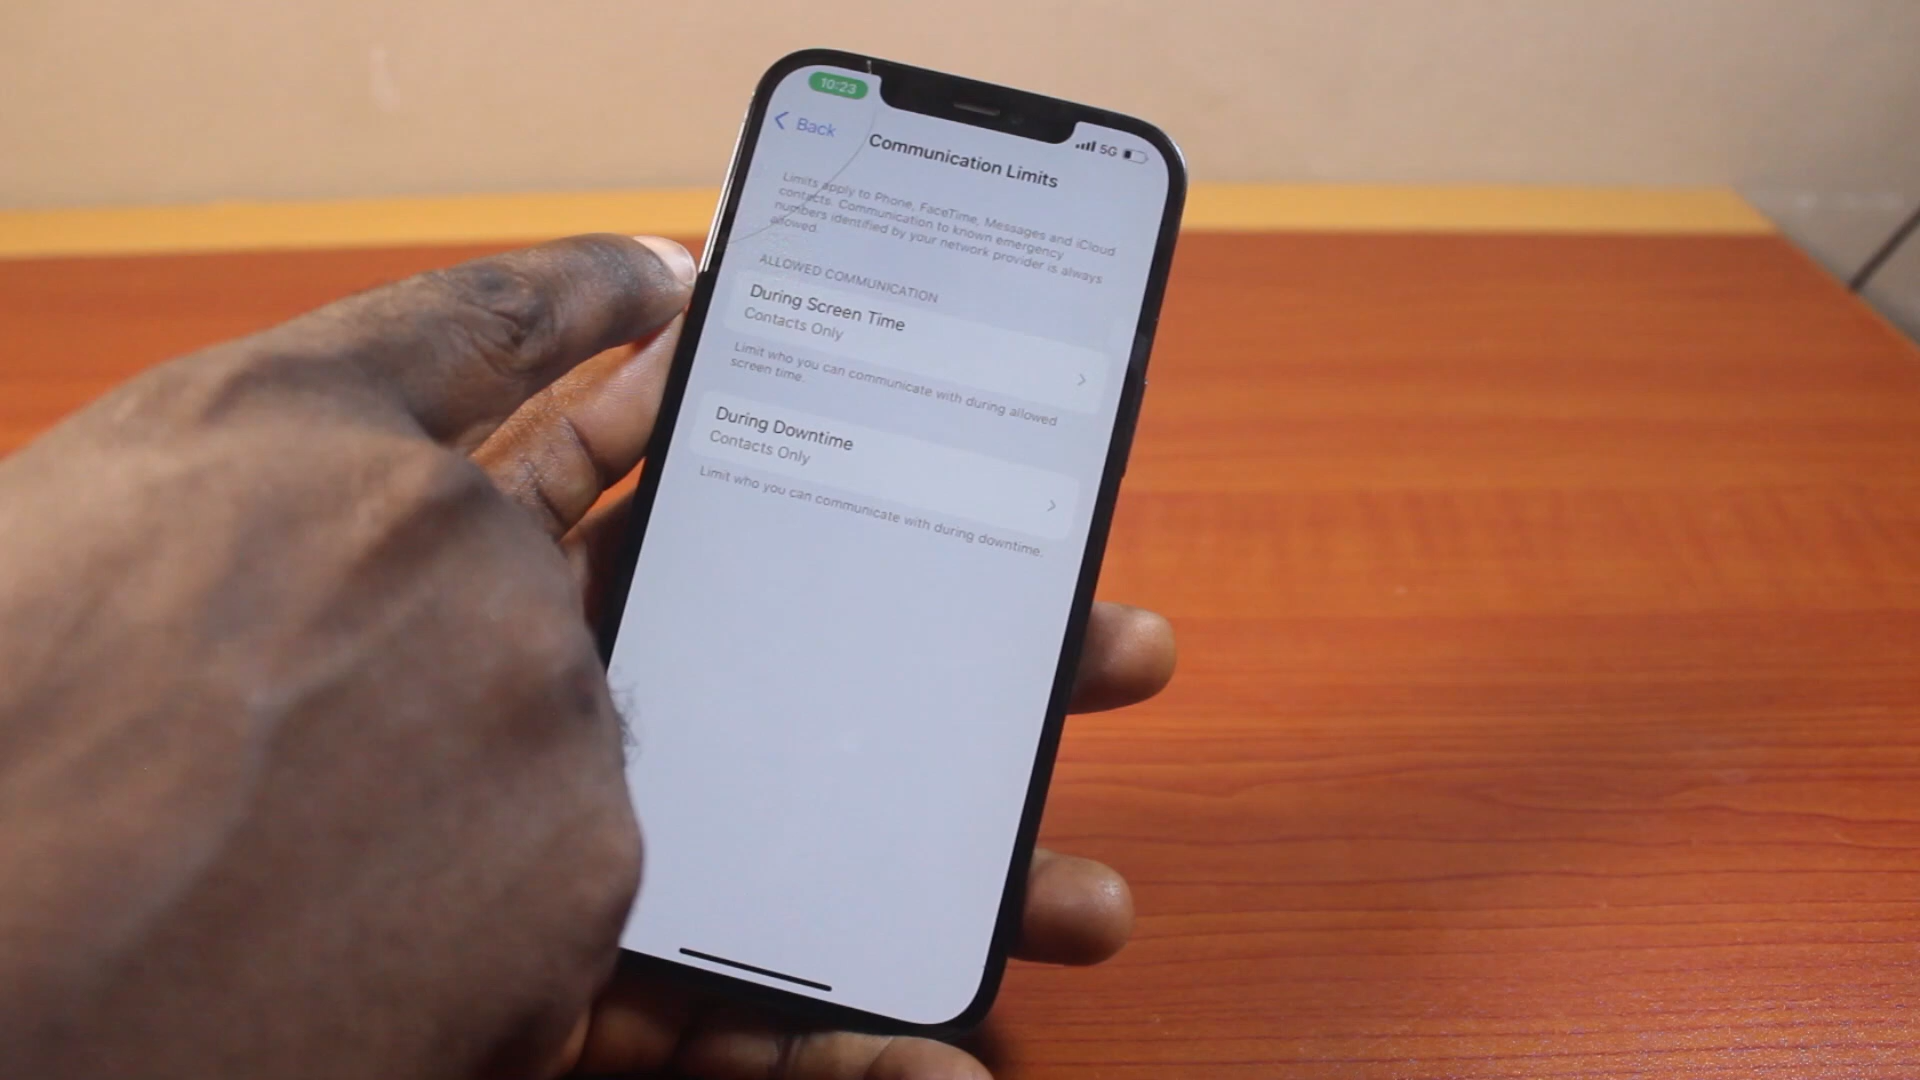 10:23
5G
Back
Communication Limits
Limits apply to Phone, FaceTime, Messages and iCloud
contacts. Communication to known emergency
numbers identified by your network provider is always
allowed.
ALLOWED COMMUNICATION
During Screen Time
Contacts Only
Limit who you can communicate with during allowed
screen time.
During Downtime
Contacts Only
Limit who you can communicate with during downtime.